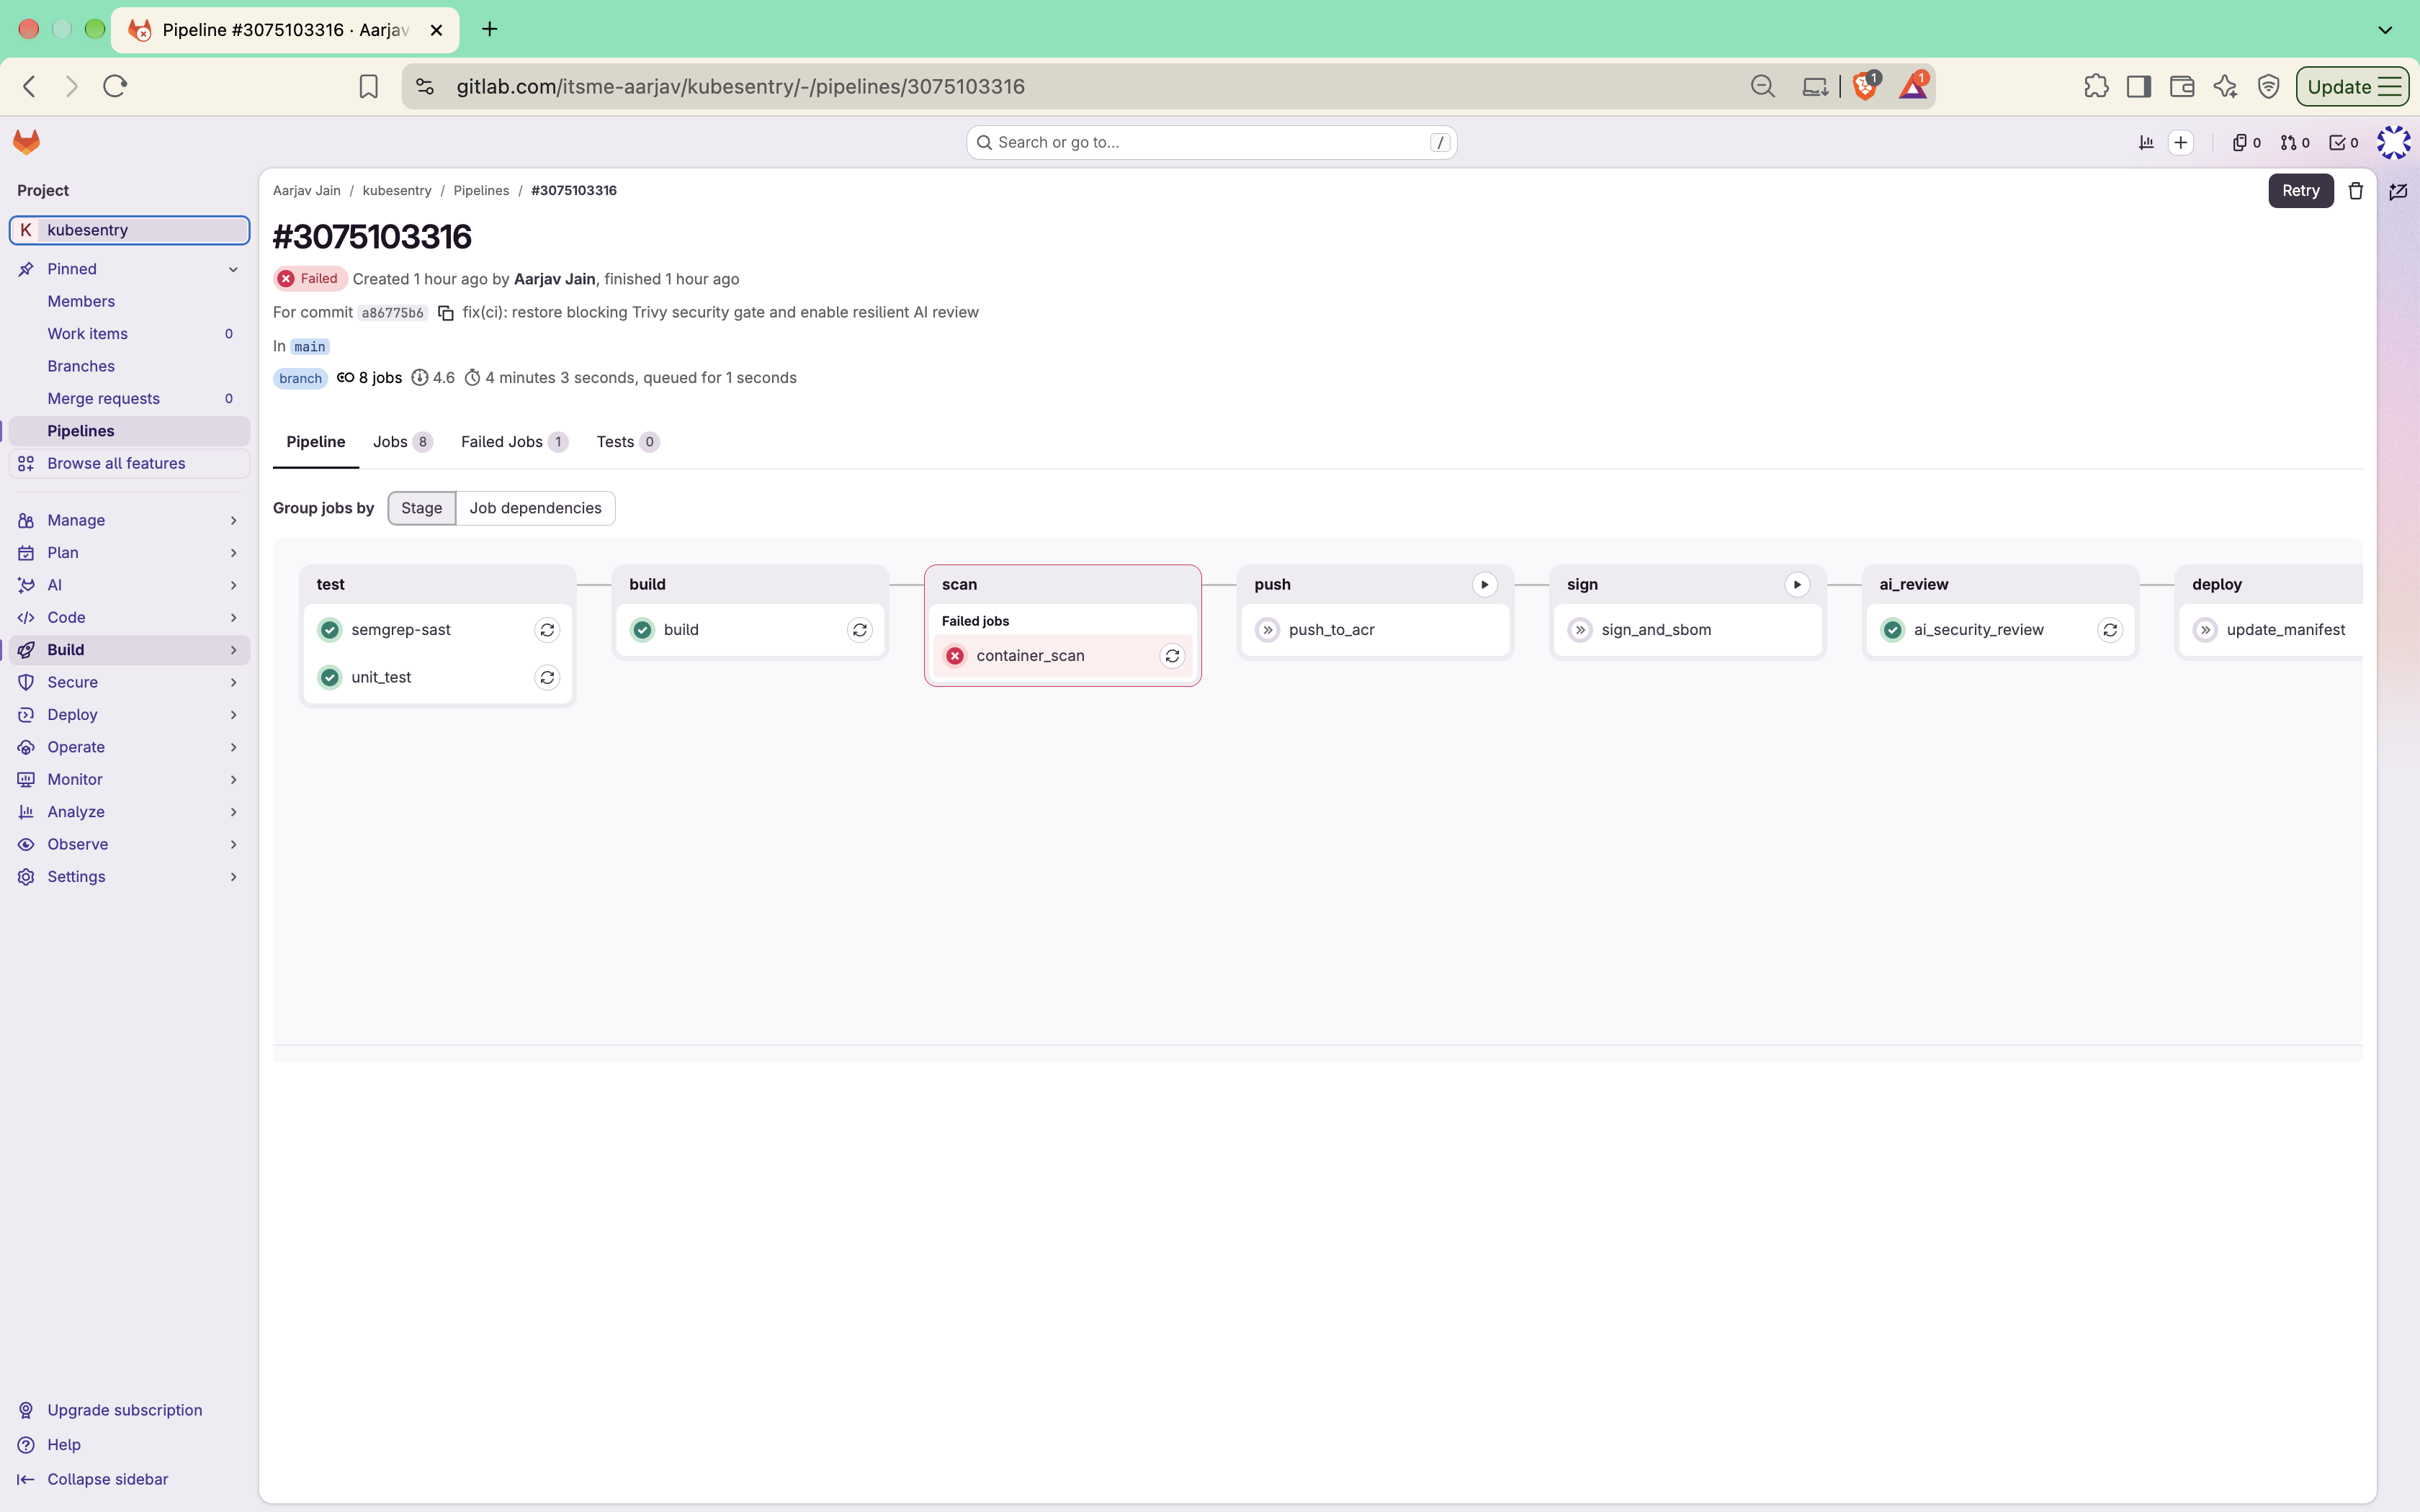 Pipeline #3075103316 · Aarjav
gitlab.com/itsme-aarjav/kubesentry/-/pipelines/3075103316
1
1
Update
Search or go to...
/
0
0
0
Project
K kubesentry
Pinned
Members
Work items 0
Branches
Merge requests 0
Pipelines
Browse all features
Manage
Plan
AI
Code
Build
Secure
Deploy
Operate
Monitor
Analyze
Observe
Settings
Upgrade subscription
Help
Collapse sidebar
Aarjav Jain / kubesentry / Pipelines / #3075103316
Retry
#3075103316
Failed Created 1 hour ago by Aarjav Jain, finished 1 hour ago
For commit a86775b6 fix(ci): restore blocking Trivy security gate and enable resilient AI review
In main
branch 8 jobs 4.6 4 minutes 3 seconds, queued for 1 seconds
Pipeline Jobs 8 Failed Jobs 1 Tests 0
Group jobs by Stage Job dependencies
test
semgrep-sast
unit_test
build
build
scan
Failed jobs
container_scan
push
push_to_acr
sign
sign_and_sbom
ai_review
ai_security_review
deploy
update_manifest